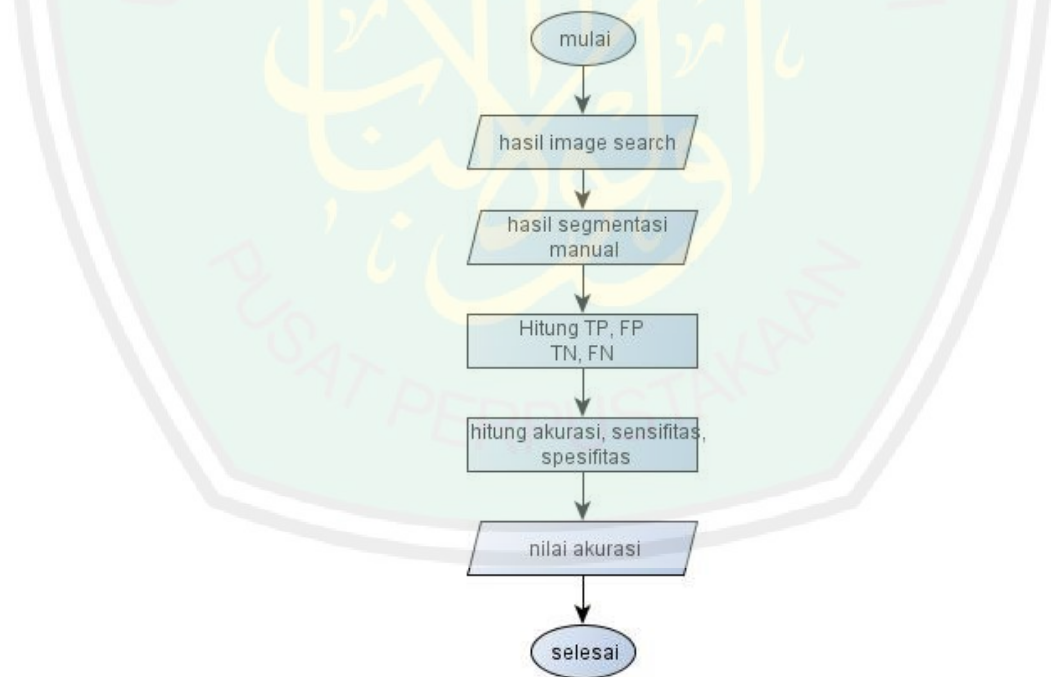 mulai
hasil image search
hasil segmentasi
manual
Hitung TP, FP
TN, FN
hitung akurasi, sensifitas,
spesifitas
nilai akurasi
selesai
PUSAT PERPUSTAKAAN